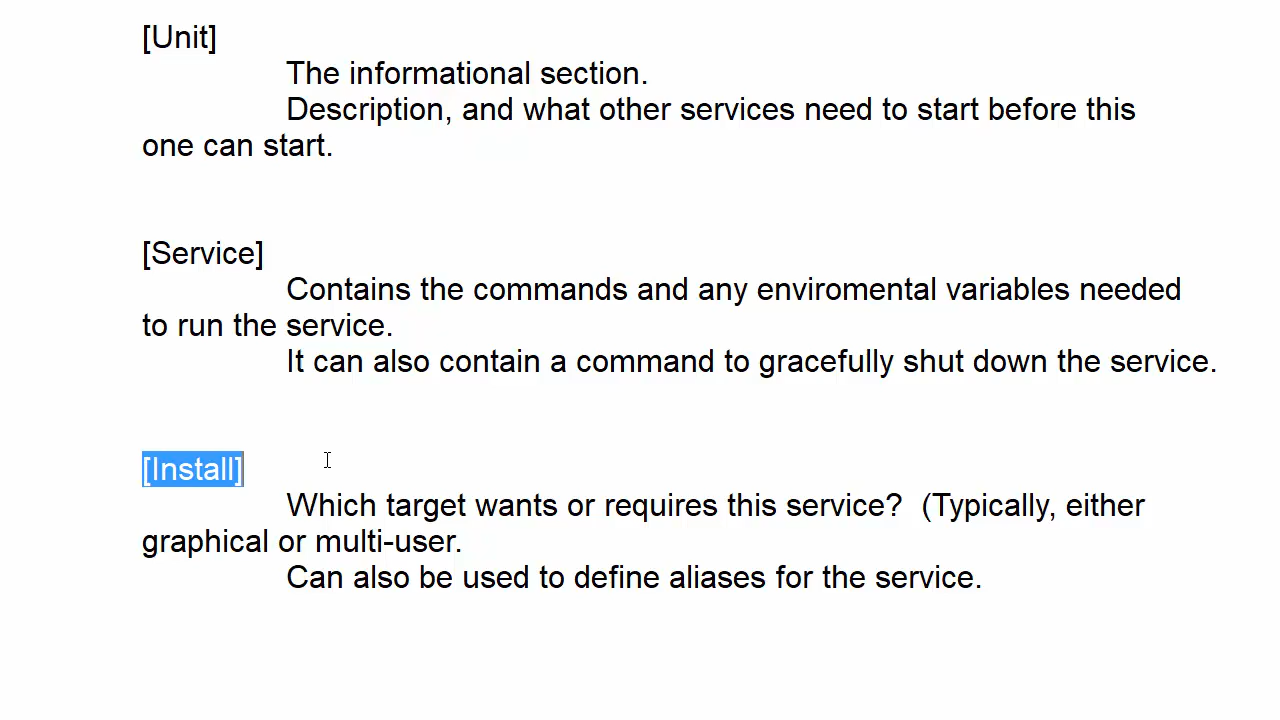 [Unit]
The informational section.
Description, and what other services need to start before this
one can start.
[Service]
Contains the commands and any enviromental variables needed
to run the service.
It can also contain a command to gracefully shut down the service.
[Install]
Which target wants or requires this service?  (Typically, either
graphical or multi-user.
Can also be used to define aliases for the service.